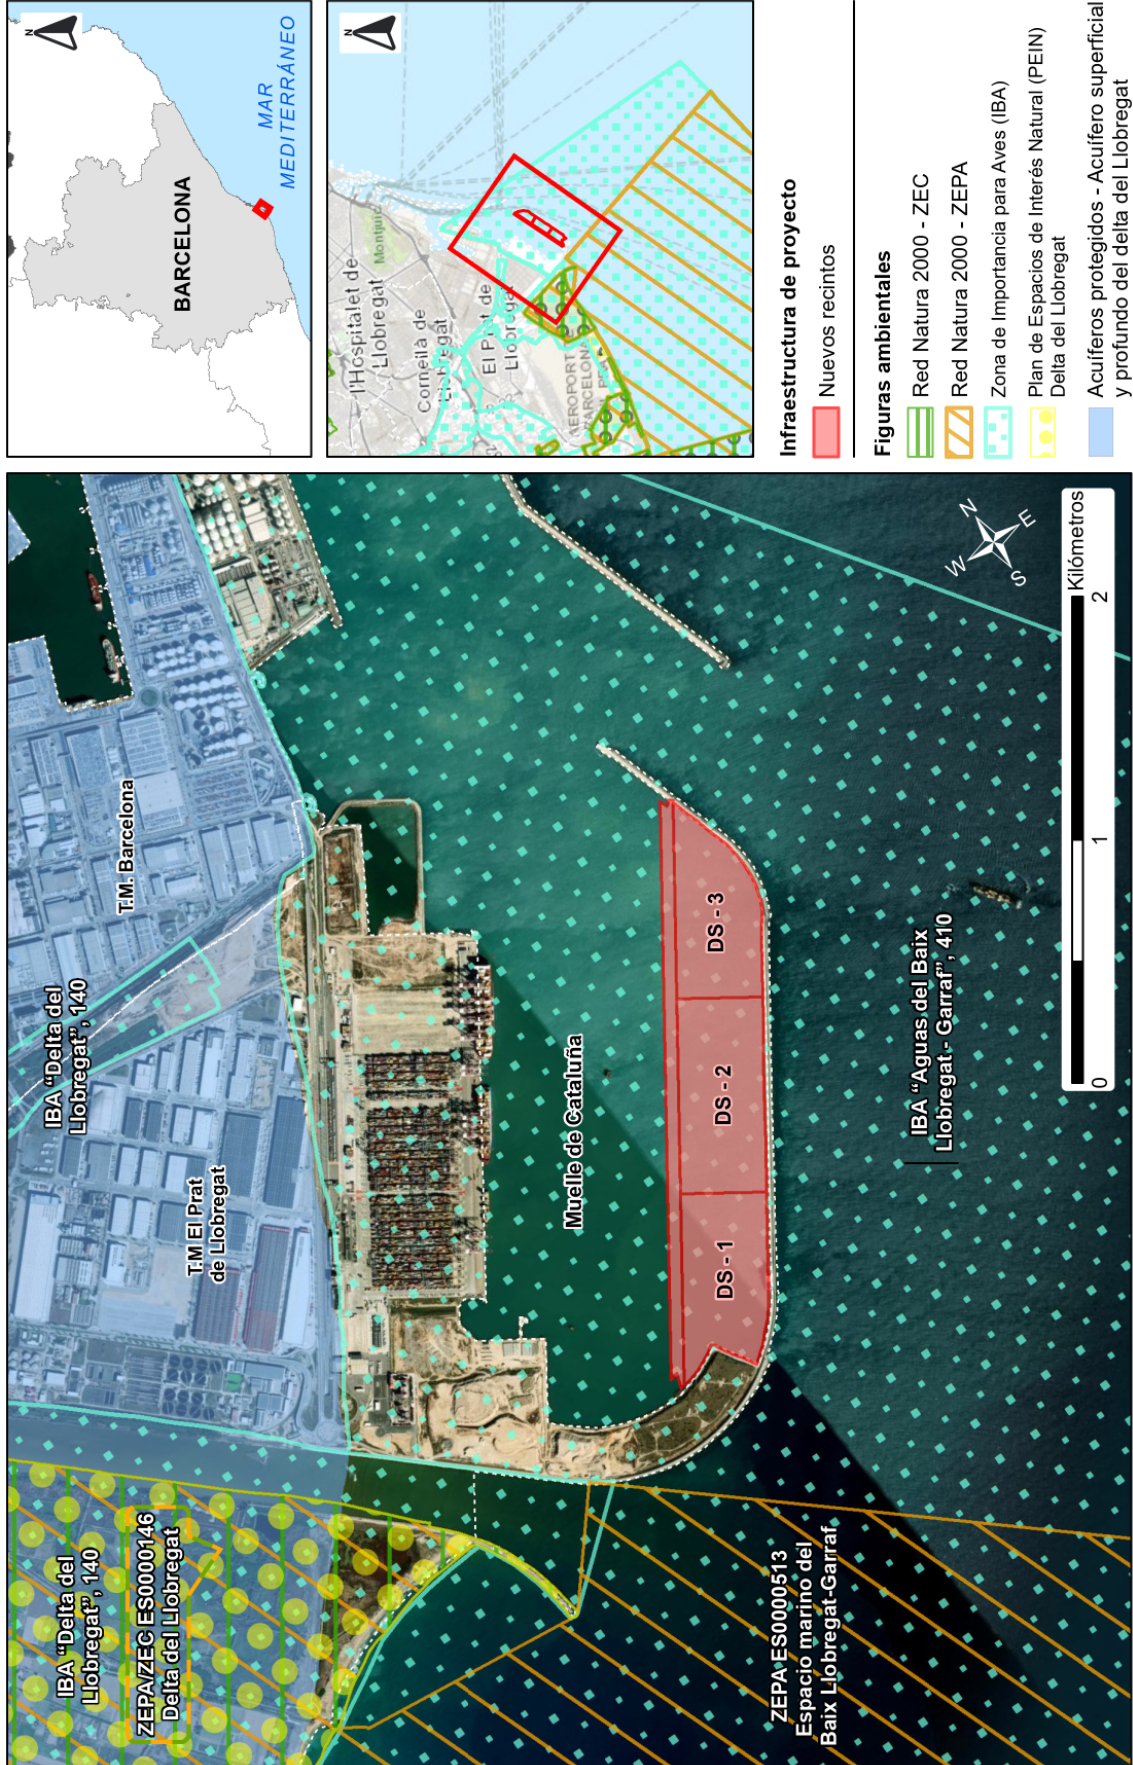 IBA “Delta del
Llobregat”, 140
ZEPA/ZEC ES0000146
Delta del Llobregat
IBA “Delta del
Llobregat”, 140
T.M. Barcelona
T.M El Prat
de Llobregat
Muelle de Cataluña
DS - 1
DS - 2
DS - 3
ZEPA ES0000513
Espacio marino del
Baix Llobregat-Garraf
IBA “Aguas del Baix
Llobregat - Garraf”, 410
N
E
S
W
0
1
2
Kilómetros
N
BARCELONA
MAR
MEDITERRÁNEO
N
l'Hospitalet de
Llobregat
Montjuïc
Cornellà de
Llobregat
El Prat de
Llobregat
AEROPORT
BARCELONA
Infraestructura de proyecto
Nuevos recintos
Figuras ambientales
Red Natura 2000 - ZEC
Red Natura 2000 - ZEPA
Zona de Importancia para Aves (IBA)
Plan de Espacios de Interés Natural (PEIN)
Delta del Llobregat
Acuíferos protegidos - Acuífero superficial
y profundo del delta del Llobregat